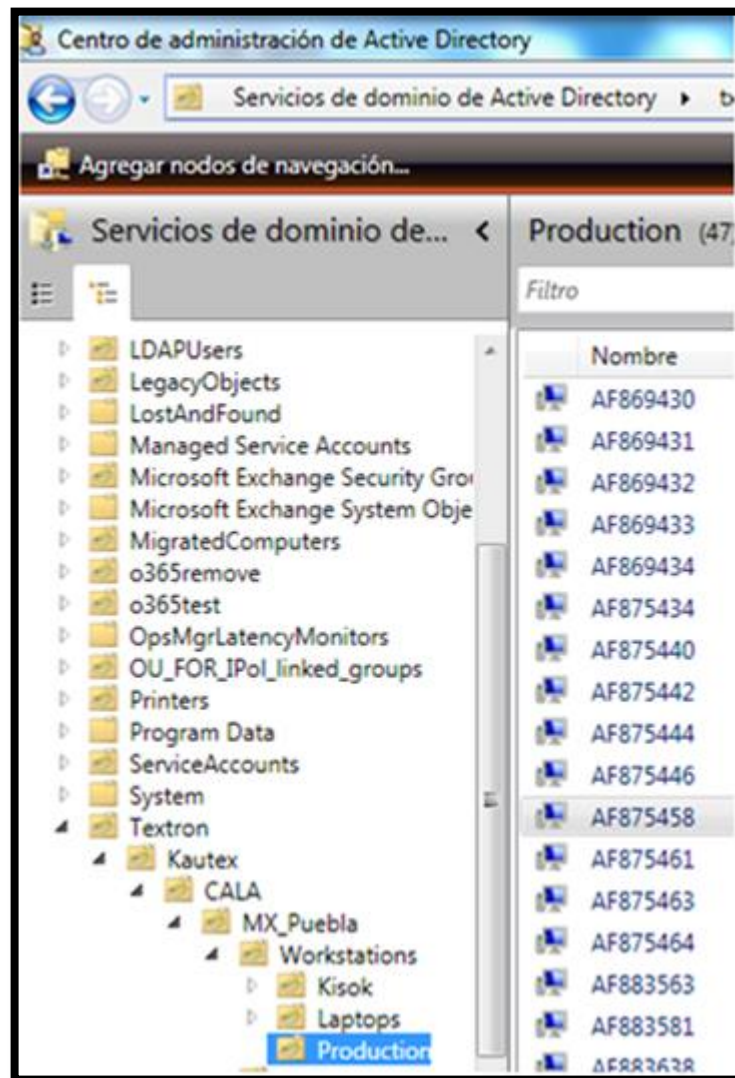 Centro de administración de Active Directory
Servicios de dominio de Active Directory
Agregar nodos de navegación...
Servicios de dominio de...
LDAPUsers
LegacyObjects
LostAndFound
Managed Service Accounts
Microsoft Exchange Security Grou
Microsoft Exchange System Obje
MigratedComputers
o365remove
o365test
OpsMgrLatencyMonitors
OU_FOR_IPol_linked_groups
Printers
Program Data
ServiceAccounts
System
Textron
Kautex
CALA
MX_Puebla
Workstations
Kisok
Laptops
Production
Production (47)
Filtro
Nombre
AF869430
AF869431
AF869432
AF869433
AF869434
AF875434
AF875440
AF875442
AF875444
AF875446
AF875458
AF875461
AF875463
AF875464
AF883563
AF883581
AF883638